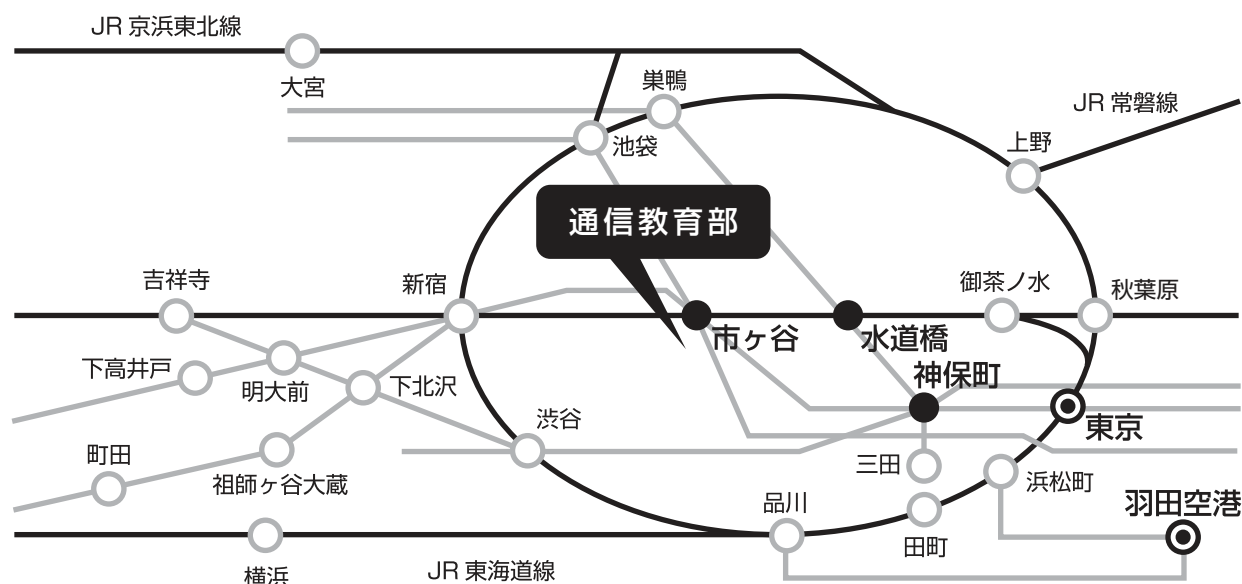 JR 京浜東北線
大宮
巣鴨
池袋
JR 常磐線
上野
通信教育部
吉祥寺
新宿
御茶ノ水
秋葉原
市ヶ谷
水道橋
下高井戸
明大前
下北沢
神保町
渋谷
東京
町田
祖師ヶ谷大蔵
三田
浜松町
品川
羽田空港
田町
横浜
JR 東海道線